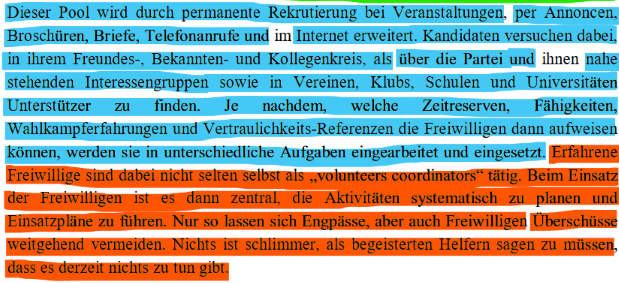 Dieser Pool wird durch permanente Rekrutierung bei Veranstaltungen, per Annoncen,
Broschüren, Briefe, Telefonanrufe und im Internet erweitert. Kandidaten versuchen dabei,
in ihrem Freundes-, Bekannten- und Kollegenkreis, als über die Partei und ihnen nahe
stehenden Interessengruppen sowie in Vereinen, Klubs, Schulen und Universitäten
Unterstützer zu finden. Je nachdem, welche Zeitreserven, Fähigkeiten,
Wahlkampferfahrungen und Vertraulichkeits-Referenzen die Freiwilligen dann aufweisen
können, werden sie in unterschiedliche Aufgaben eingearbeitet und eingesetzt. Erfahrene
Freiwillige sind dabei nicht selten selbst als „volunteers coordinators“ tätig. Beim Einsatz
der Freiwilligen ist es dann zentral, die Aktivitäten systematisch zu planen und
Einsatzpläne zu führen. Nur so lassen sich Engpässe, aber auch Freiwilligen Überschüsse
weitgehend vermeiden. Nichts ist schlimmer, als begeisterten Helfern sagen zu müssen,
dass es derzeit nichts zu tun gibt.